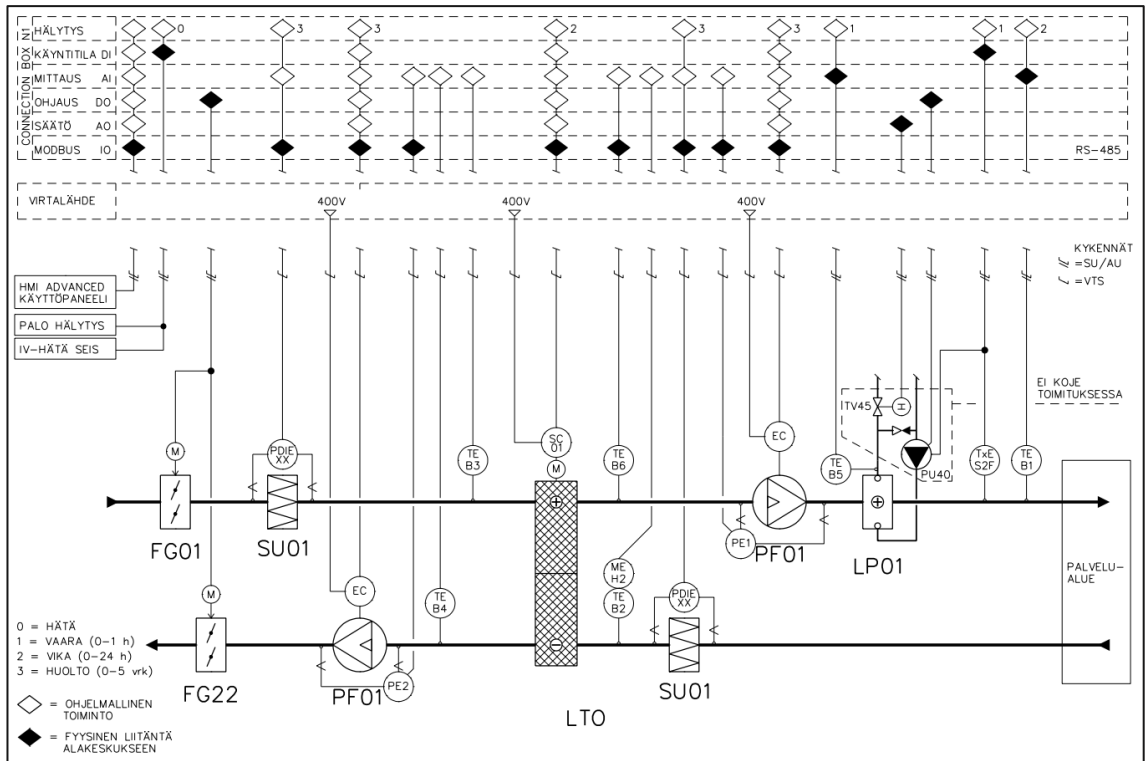 CONNECTION BOX N1
HÄLYTYS 0 3 3 2 3 3 1 1 2
KÄYNTITILA DI
MITTAUS AI
OHJAUS DO
SÄÄTÖ AO
MODBUS IO RS-485
VIRTALÄHDE 400V 400V 400V
KYKENNÄT
=SU/AU
=VTS
HMI ADVANCED
KÄYTTÖPANEELI
PALO HÄLYTYS
IV-HÄTÄ SEIS
EI KOJE
TOIMITUKSESSA
TV45
M
PDIE
XX
TE
B3
SC
01
M
TE
B6
EC
TE
B5
PU40
TxE
S2F
TE
B1
FG01
SU01
PE1
PF01
LP01
M
EC
TE
B4
ME
H2
TE
B2
PDIE
XX
PALVELU-
ALUE
0 = HÄTÄ
1 = VAARA (0-1 h)
2 = VIKA (0-24 h)
3 = HUOLTO (0-5 vrk)
FG22
PF01
PE2
LTO
SU01
= OHJELMALLINEN
TOIMINTO
= FYYSINEN LIITÄNTÄ
ALAKESKUKSEEN